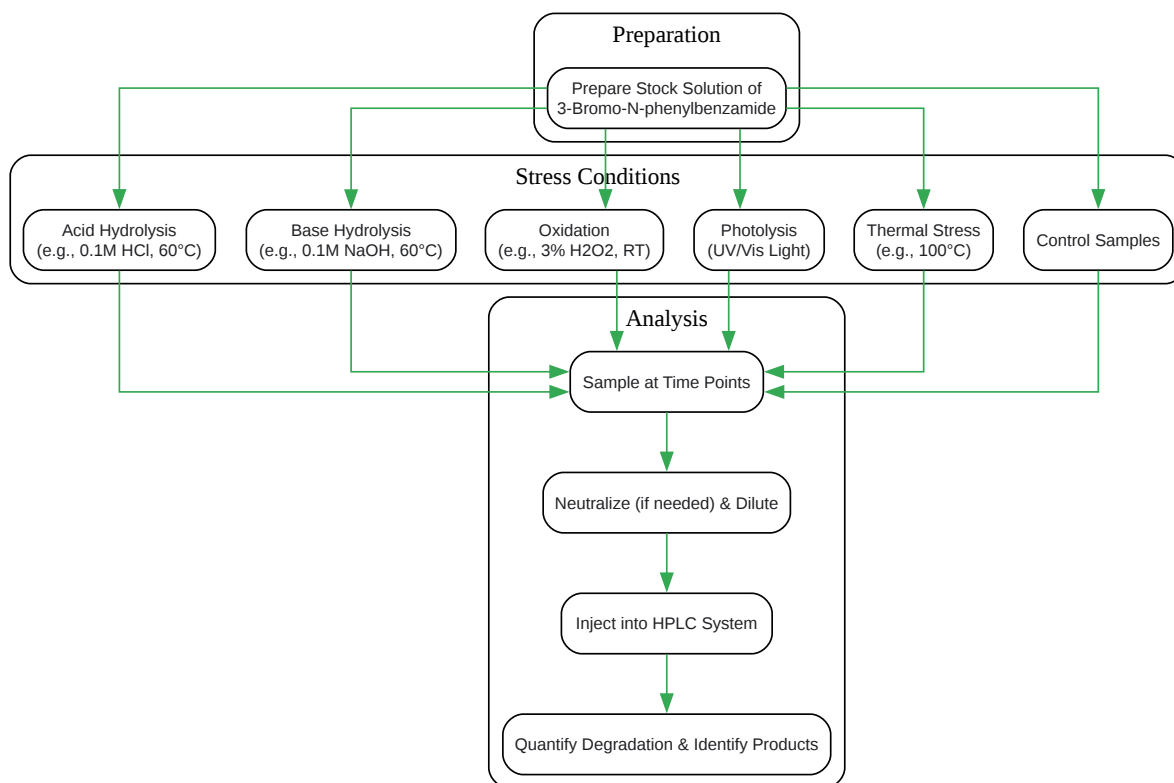 Preparation
Prepare Stock Solution of
3-Bromo-N-phenylbenzamide
Stress Conditions
Acid Hydrolysis
(e.g., 0.1M HCl, 60°C)
Base Hydrolysis
(e.g., 0.1M NaOH, 60°C)
Oxidation
(e.g., 3% H2O2, RT)
Photolysis
(UV/Vis Light)
Thermal Stress
(e.g., 100°C)
Control Samples
Analysis
Sample at Time Points
Neutralize (if needed) & Dilute
Inject into HPLC System
Quantify Degradation & Identify Products